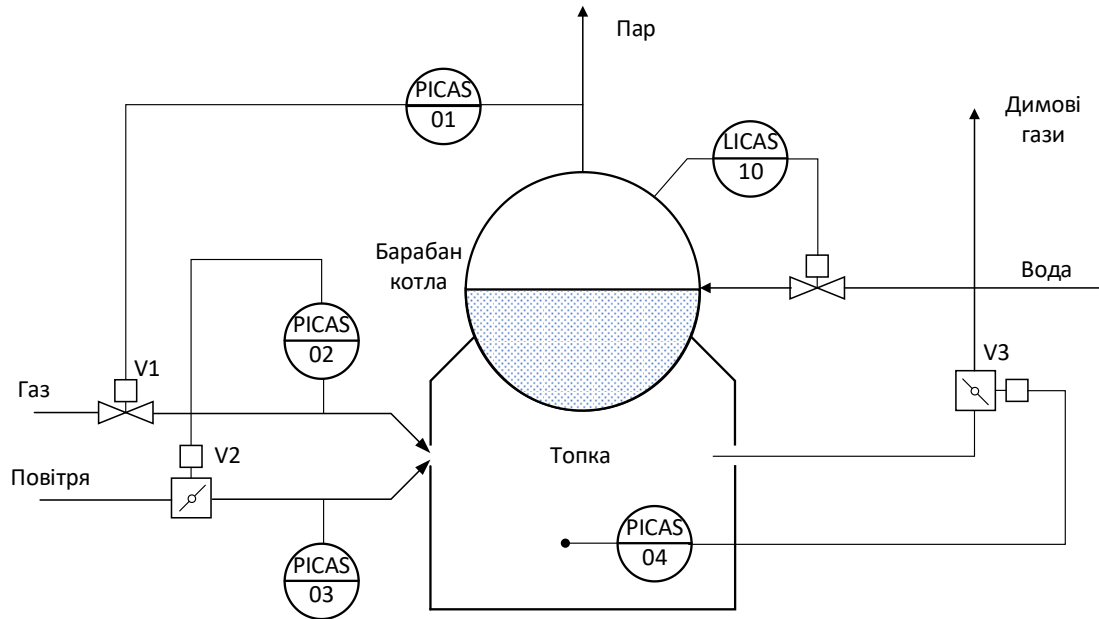 Пар
PICAS
01
Димові
гази
LICAS
10
Барабан
котла
Вода
PICAS
02
V1
V3
Газ
V2
Топка
Повітря
PICAS
04
PICAS
03